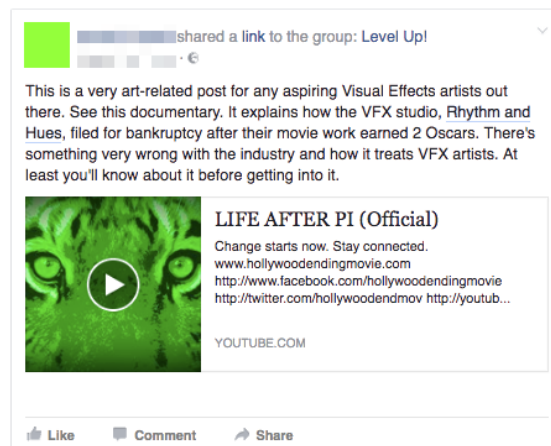 shared a link to the group: Level Up!
This is a very art-related post for any aspiring Visual Effects artists out
there. See this documentary. It explains how the VFX studio, Rhythm and
Hues, filed for bankruptcy after their movie work earned 2 Oscars. There's
something very wrong with the industry and how it treats VFX artists. At
least you'll know about it before getting into it.
LIFE AFTER PI (Official)
Change starts now. Stay connected.
www.hollywoodendingmovie.com
http://www.facebook.com/hollywoodendingmovie
http://twitter.com/hollywoodendmov http://youtub...
YOUTUBE.COM
Like Comment Share